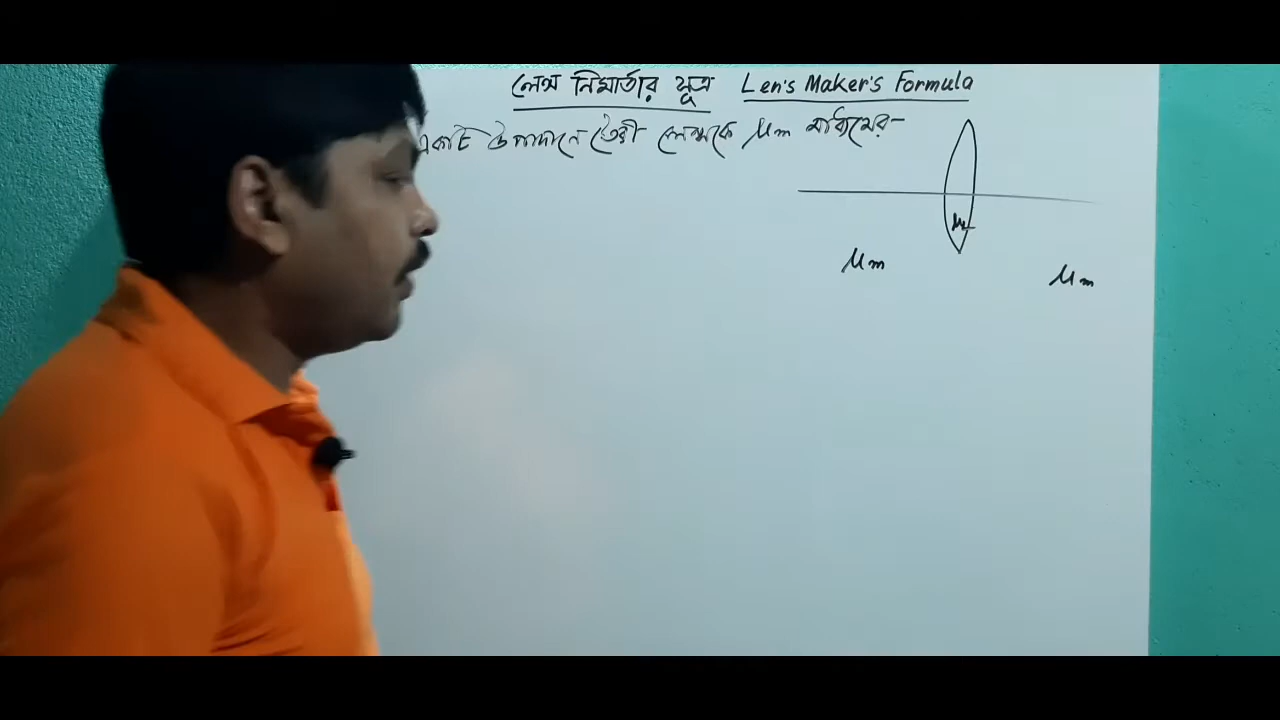 লেন্স নির্মাতার সূত্র Len's Maker's Formula
একটি উপাদানে তৈরী লেন্সকে μm মাধ্যমের-
μ
μm
μm